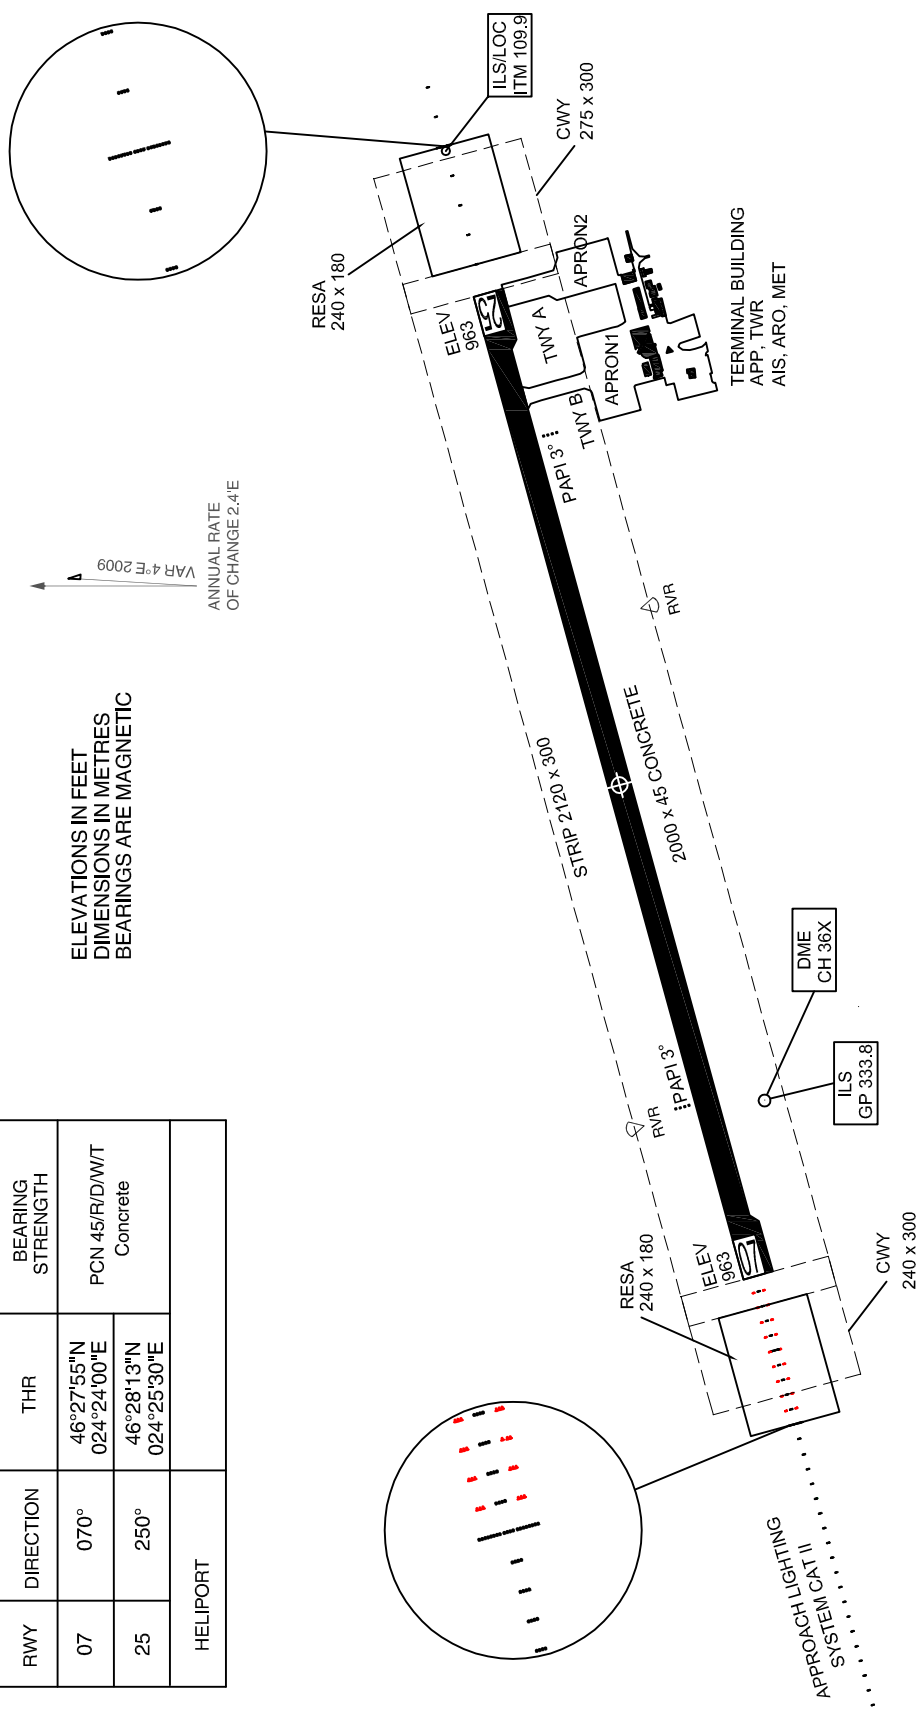 RWY
DIRECTION
THR
BEARING
STRENGTH
07
070°
46°27'55"N
024°24'00"E
PCN 45/R/D/W/T
Concrete
25
250°
46°28'13"N
024°25'30"E
HELIPORT
ELEVATIONS IN FEET
DIMENSIONS IN METRES
BEARINGS ARE MAGNETIC
VAR 4°E 2009
ANNUAL RATE
OF CHANGE 2.4'E
ILS/LOC
ITM 109.9
CWY
275 x 300
RESA
240 x 180
ELEV
963
25
TWY A
APRON2
APRON1
TWY B
PAPI 3°
TERMINAL BUILDING
APP, TWR
AIS, ARO, MET
RVR
STRIP 2120 x 300
2000 x 45 CONCRETE
DME
CH 36X
ILS
GP 333.8
PAPI 3°
RVR
RESA
240 x 180
ELEV
963
07
CWY
240 x 300
APPROACH LIGHTING
SYSTEM CAT II